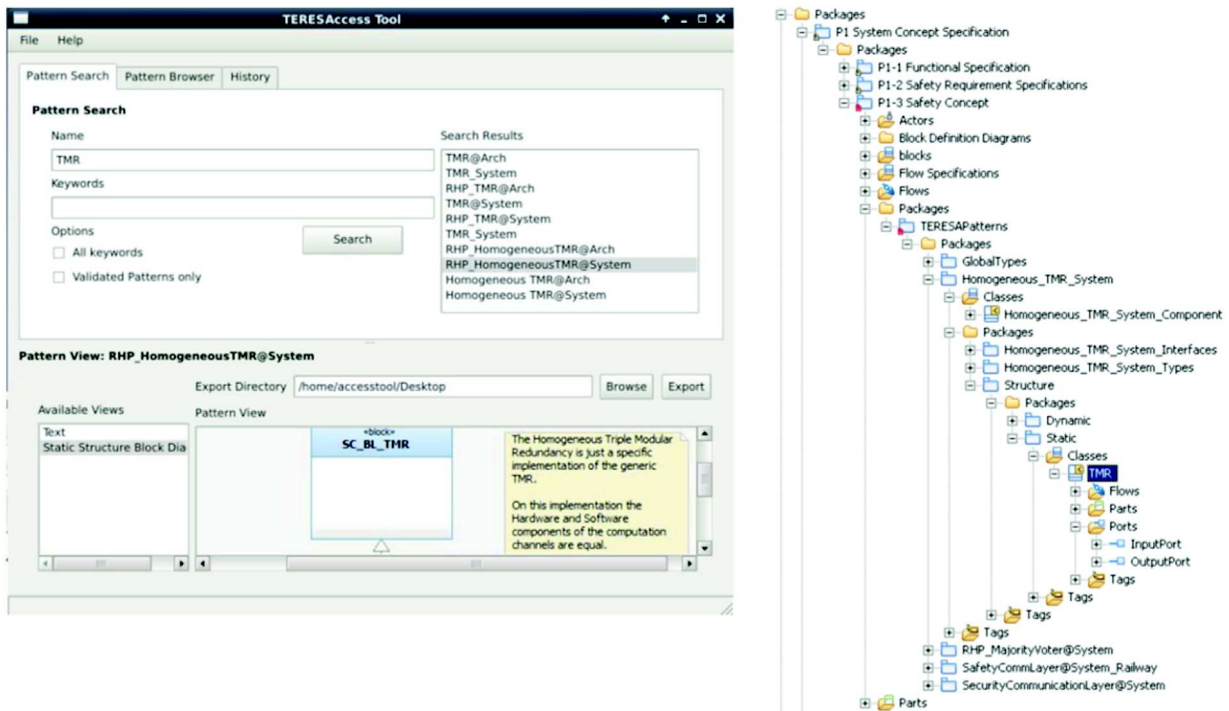 TERESAccess Tool
File Help
Pattern Search Pattern Browser History
Pattern Search
Name
TMR
Keywords
Options
All keywords
Validated Patterns only
Search
Search Results
TMR@Arch
TMR_System
RHP_TMR@Arch
TMR@System
RHP_TMR@System
TMR_System
RHP_HomogeneousTMR@Arch
RHP_HomogeneousTMR@System
Homogeneous TMR@Arch
Homogeneous TMR@System
Pattern View: RHP_HomogeneousTMR@System
Export Directory /home/accesstool/Desktop Browse Export
Available Views
Text
Static Structure Block Dia
Pattern View
«block»
SC_BL_TMR
The Homogeneous Triple Modular
Redundancy is just a specific
implementation of the generic
TMR.
On this implementation the
Hardware and Software
components of the computation
channels are equal.
Packages
P1 System Concept Specification
Packages
P1-1 Functional Specification
P1-2 Safety Requirement Specifications
P1-3 Safety Concept
Actors
Block Definition Diagrams
blocks
Flow Specifications
Flows
Packages
TERESAPatterns
Packages
GlobalTypes
Homogeneous_TMR_System
Classes
Homogeneous_TMR_System_Component
Packages
Homogeneous_TMR_System_Interfaces
Homogeneous_TMR_System_Types
Structure
Packages
Dynamic
Static
Classes
TMR
Flows
Parts
Ports
InputPort
OutputPort
Tags
Tags
Tags
Tags
RHP_MajorityVoter@System
SafetyCommLayer@System_Railway
SecurityCommunicationLayer@System
Parts